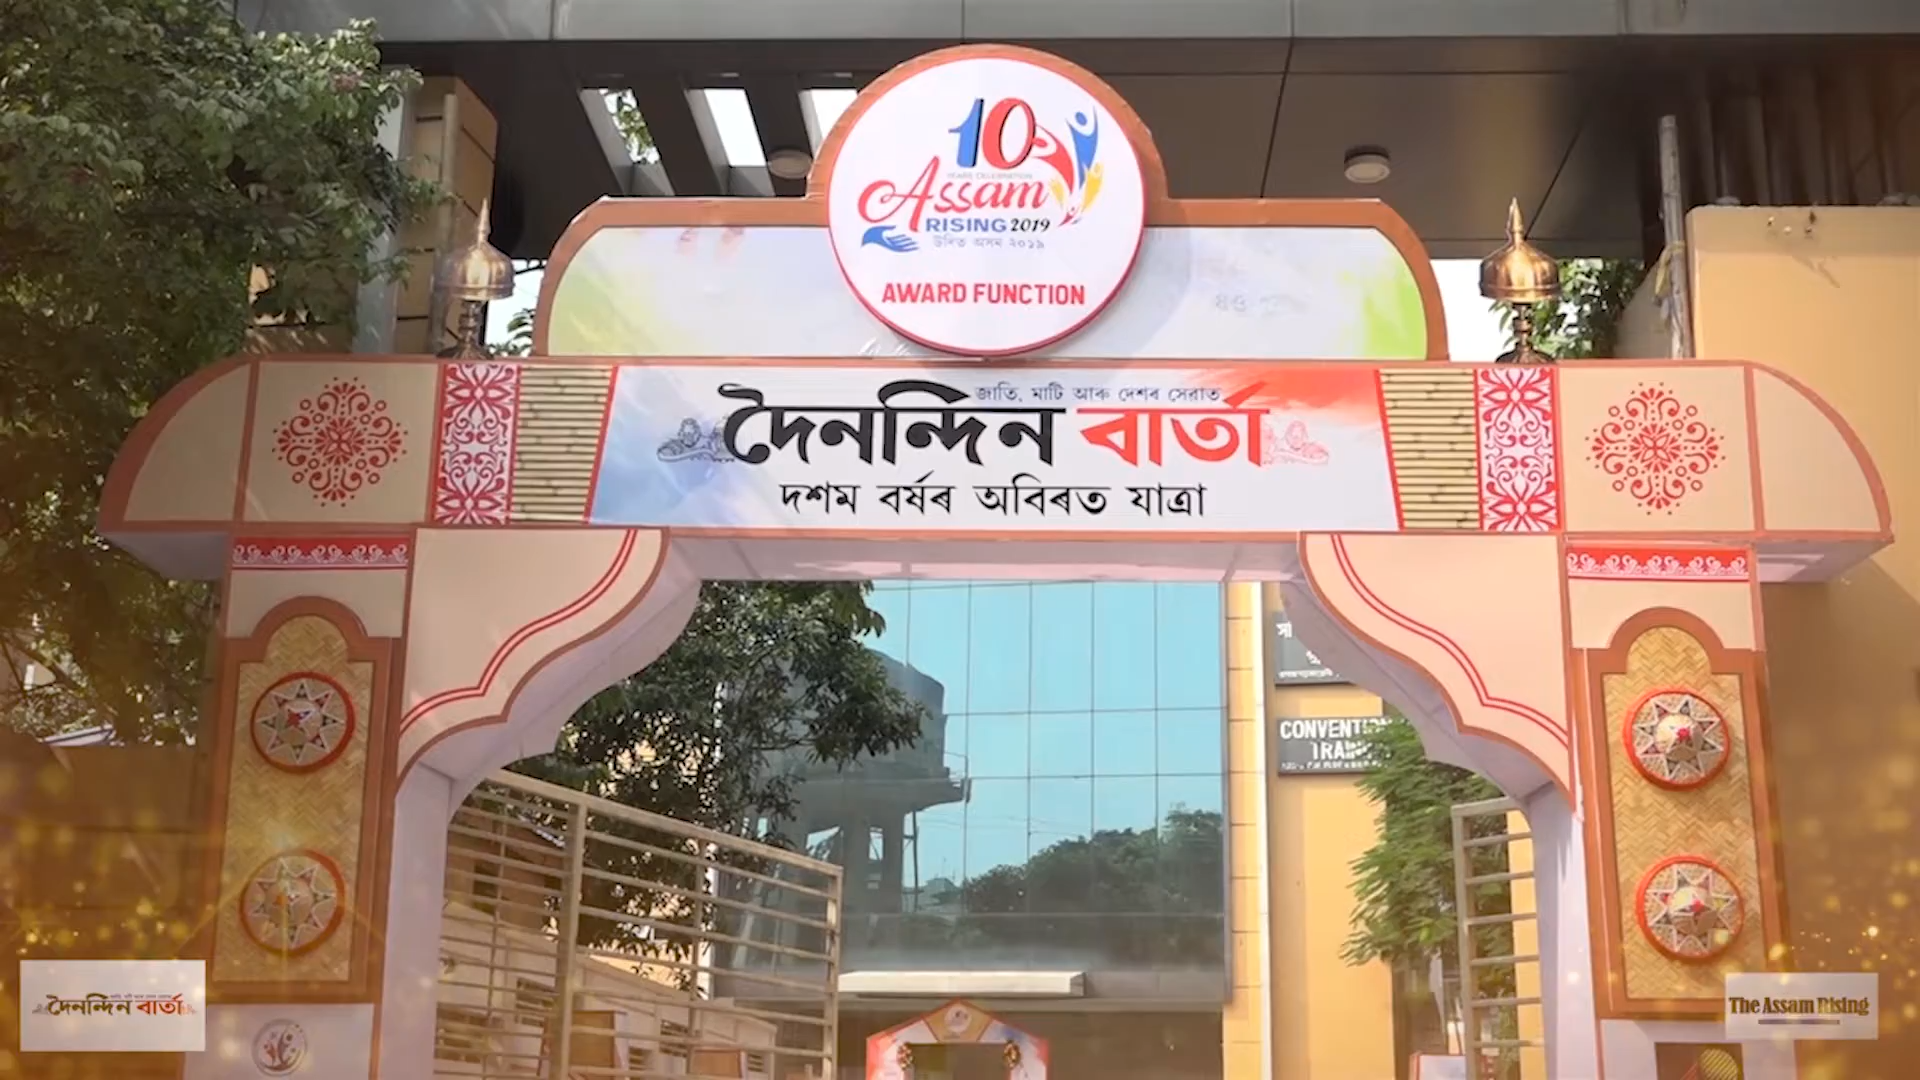 10
YEARS CELEBRATION
Assam
RISING 2019
উদিত অসম ২০১৯
AWARD FUNCTION
জাতি, মাটি আৰু দেশৰ সেৱাত
দৈনন্দিন বাৰ্তা
দশম বৰ্ষৰ অবিৰত যাত্ৰা
CONVENTION
দৈনন্দিন বাৰ্তা
The Assam Rising